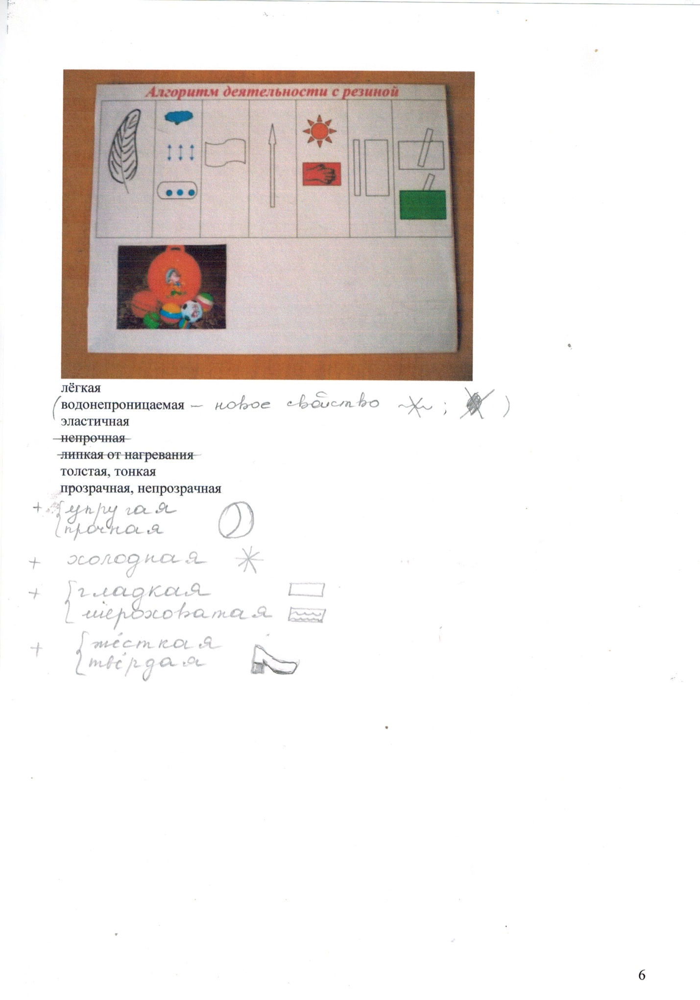 Алгоритм деятельности с резиной
лёгкая
(водонепроницаемая – новое свойство ; )
эластичная
непрочная
липкая от нагревания
толстая, тонкая
прозрачная, непрозрачная
+ упругая
прочная
+ холодная
+ гладкая
шероховатая
+ жёсткая
твёрдая
6